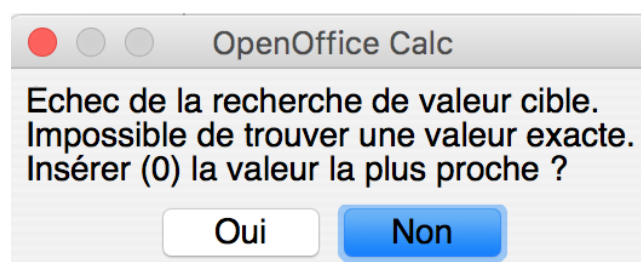 OpenOffice Calc
Echec de la recherche de valeur cible.
Impossible de trouver une valeur exacte.
Insérer (0) la valeur la plus proche ?
Oui Non